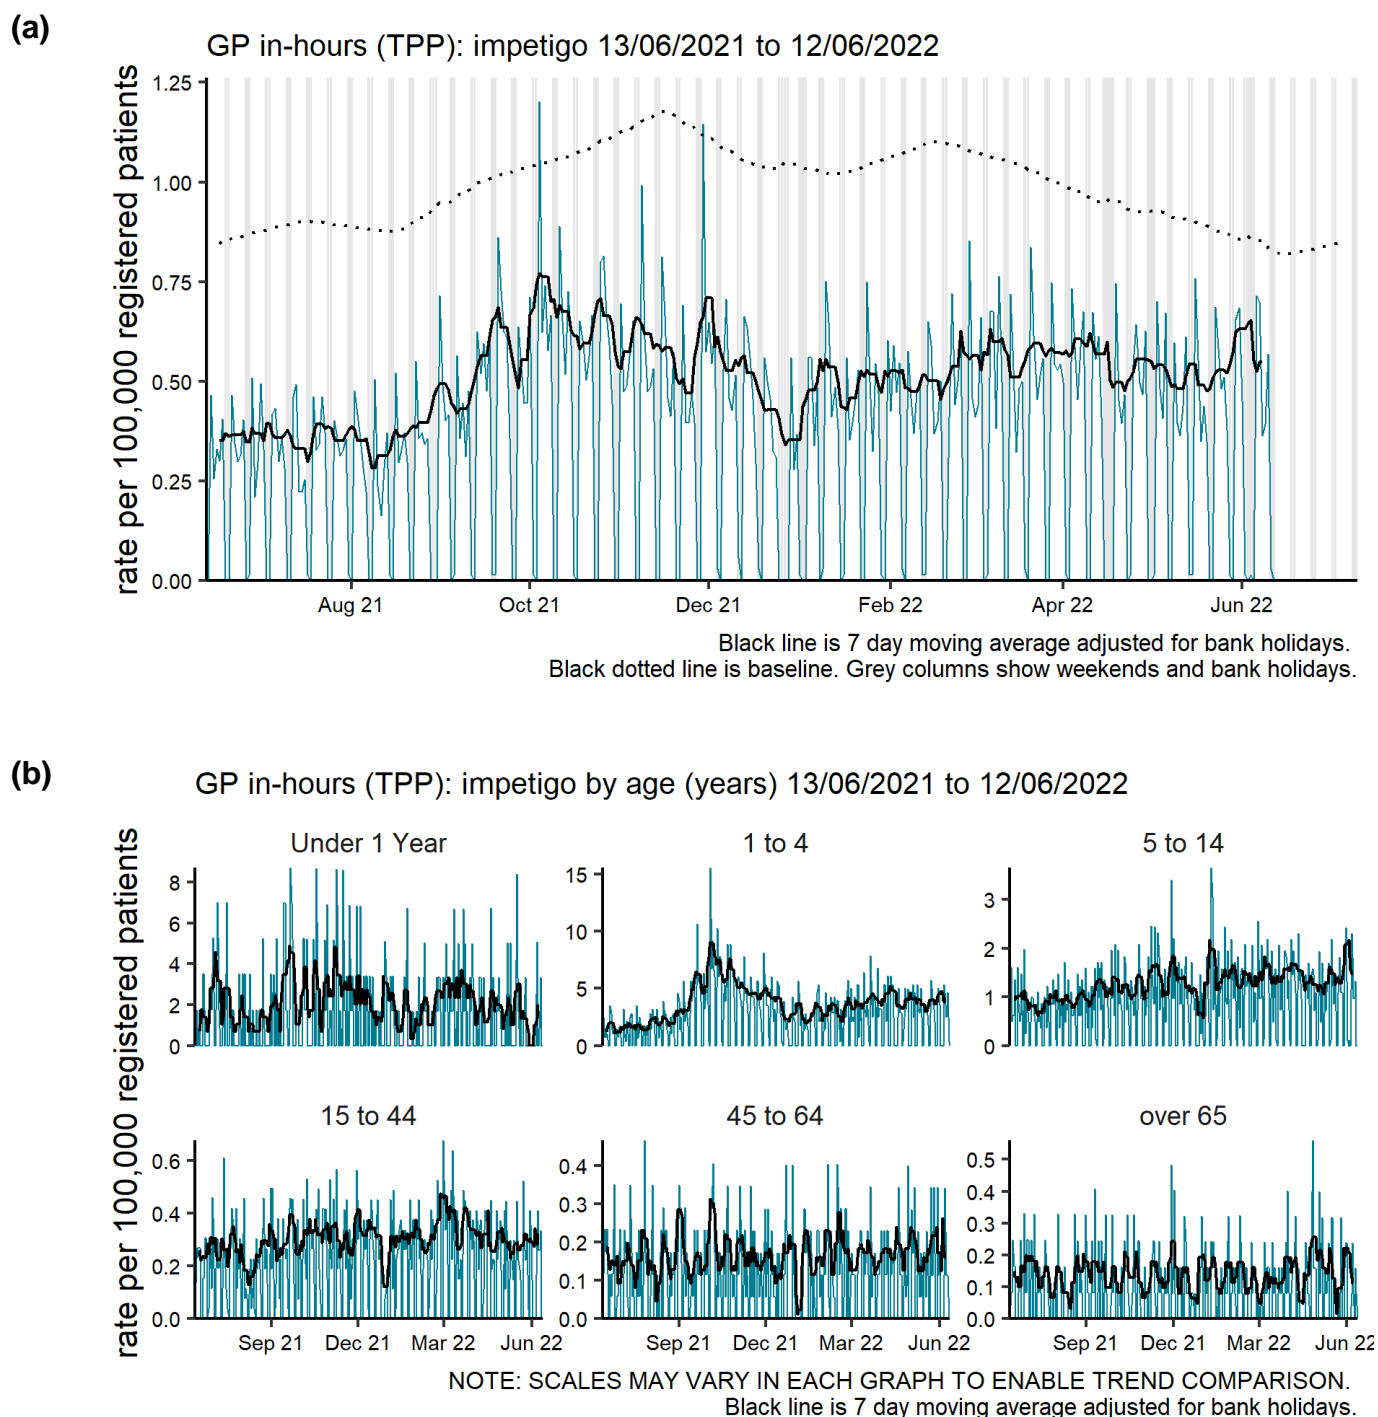 (a)
GP in-hours (TPP): impetigo 13/06/2021 to 12/06/2022
rate per 100,000 registered patients
1.25
1.00
0.75
0.50
0.25
0.00
Aug 21 Oct 21 Dec 21 Feb 22 Apr 22 Jun 22
Black line is 7 day moving average adjusted for bank holidays.
Black dotted line is baseline. Grey columns show weekends and bank holidays.
(b)
GP in-hours (TPP): impetigo by age (years) 13/06/2021 to 12/06/2022
rate per 100,000 registered patients
Under 1 Year
8
6
4
2
0
1 to 4
15
10
5
0
5 to 14
3
2
1
0
15 to 44
0.6
0.4
0.2
0.0
Sep 21 Dec 21 Mar 22 Jun 22
45 to 64
0.4
0.3
0.2
0.1
0.0
Sep 21 Dec 21 Mar 22 Jun 22
over 65
0.5
0.4
0.3
0.2
0.1
0.0
Sep 21 Dec 21 Mar 22 Jun 22
NOTE: SCALES MAY VARY IN EACH GRAPH TO ENABLE TREND COMPARISON.
Black line is 7 day moving average adjusted for bank holidays.